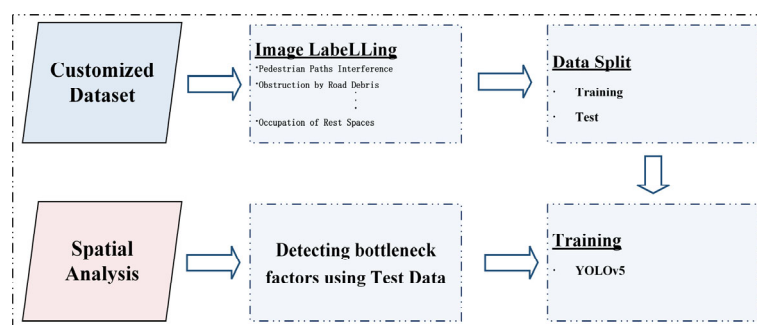 Customized
Dataset
Image LabeLLing
·Pedestrian Paths Interference
·Obstruction by Road Debris
·Occupation of Rest Spaces
Data Split
· Training
· Test
Spatial
Analysis
Detecting bottleneck
factors using Test Data
Training
· YOLOv5